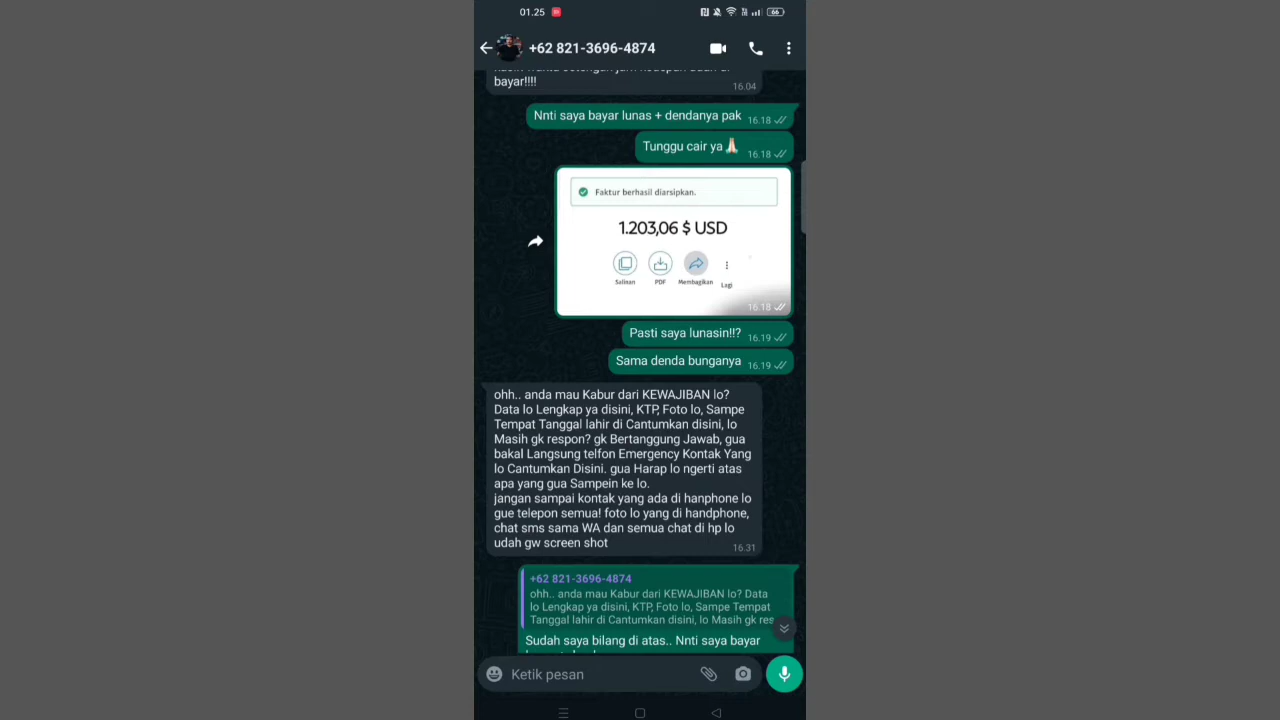 01.25
66
+62 821-3696-4874
bayar!!!!
16.04
Nnti saya bayar lunas + dendanya pak 16.18
Tunggu cair ya🙏🏻 16.18
Faktur berhasil diarsipkan.
1.203,06 $ USD
Salinan PDF Membagikan Lagi
16.18
Pasti saya lunasin!!? 16.19
Sama denda bunganya 16.19
ohh.. anda mau Kabur dari KEWAJIBAN lo?
Data lo Lengkap ya disini, KTP, Foto lo, Sampe
Tempat Tanggal lahir di Cantumkan disini, lo
Masih gk respon? gk Bertanggung Jawab, gua
bakal Langsung telfon Emergency Kontak Yang
lo Cantumkan Disini. gua Harap lo ngerti atas
apa yang gua Sampein ke lo.
jangan sampai kontak yang ada di hanphone lo
gue telepon semua! foto lo yang di handphone,
chat sms sama WA dan semua chat di hp lo
udah gw screen shot
16.31
+62 821-3696-4874
ohh.. anda mau Kabur dari KEWAJIBAN lo? Data
lo Lengkap ya disini, KTP, Foto lo, Sampe Tempat
Tanggal lahir di Cantumkan disini, lo Masih gk res
Sudah saya bilang di atas.. Nnti saya bayar
Ketik pesan